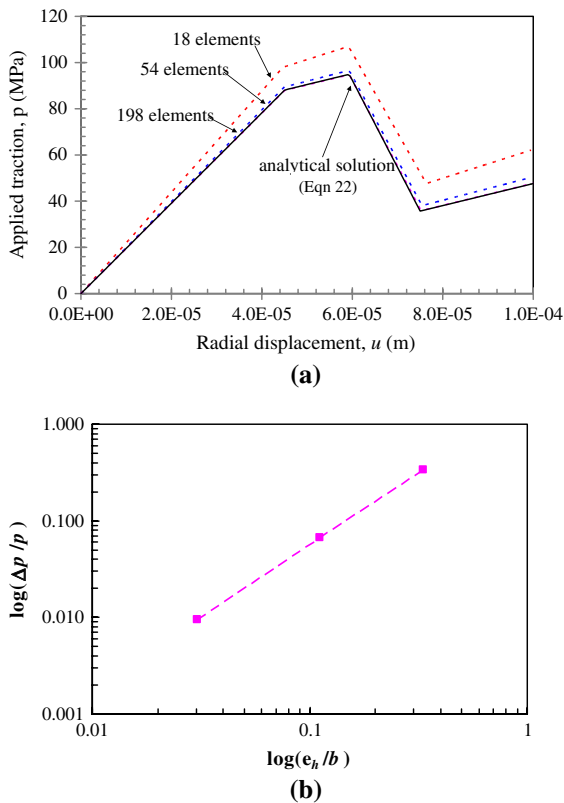 120
100
80
60
40
20
0
Applied traction, p (MPa)
18 elements
54 elements
198 elements
analytical solution
(Eqn 22)
0.0E+00 2.0E-05 4.0E-05 6.0E-05 8.0E-05 1.0E-04
Radial displacement, u (m)
(a)
1.000
0.100
0.010
0.001
log(Δp/p)
0.01 0.1 1
log(e_h/b)
(b)